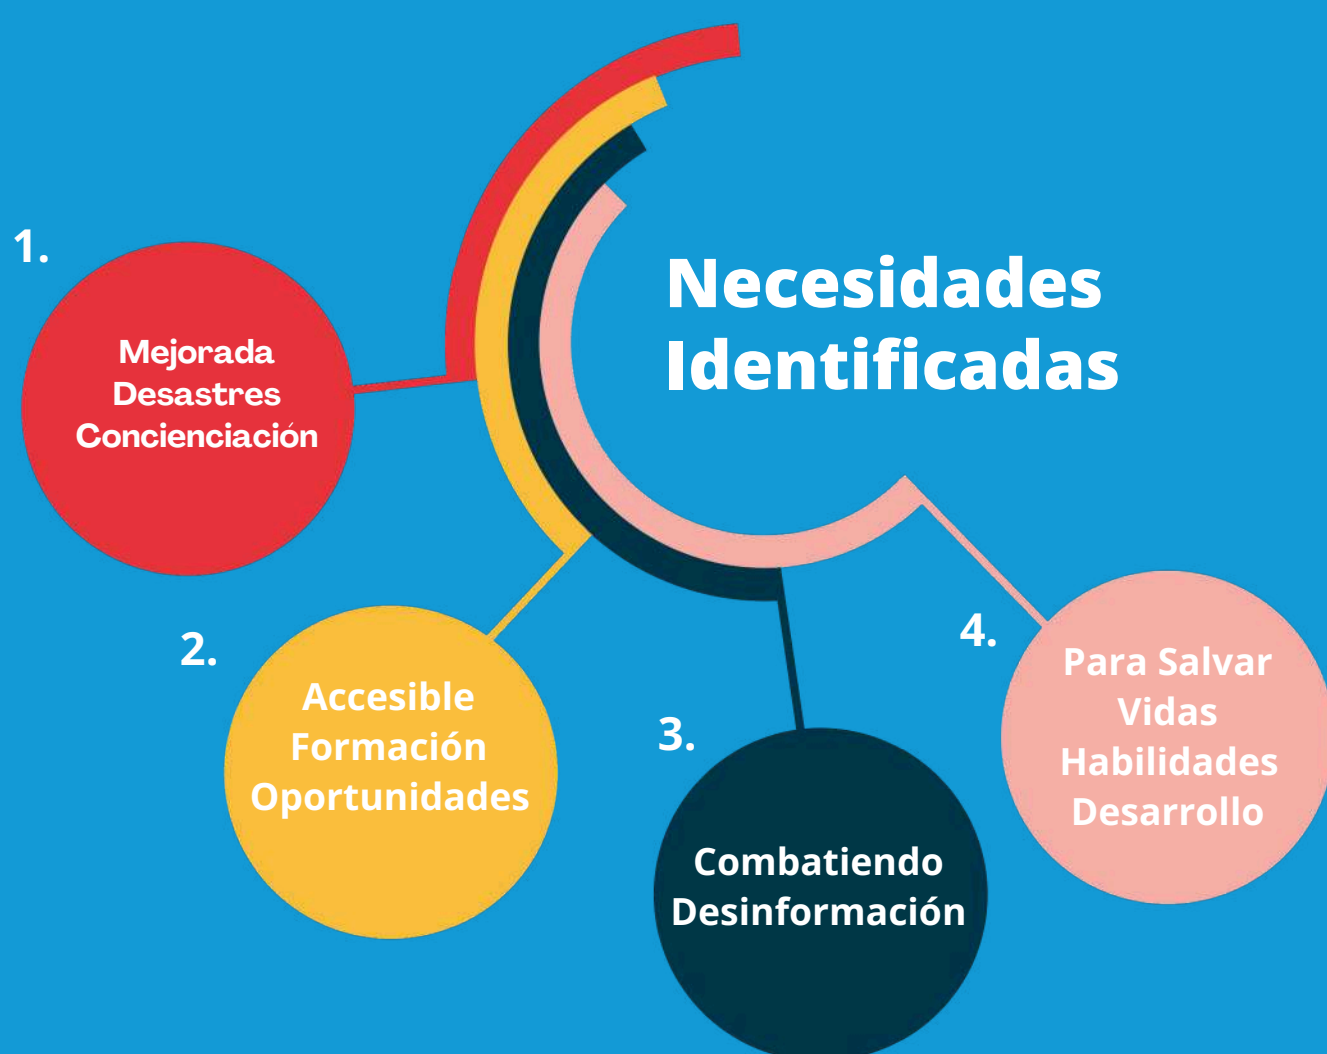 Necesidades
Identificadas
1.
Mejorada
Desastres
Concienciación
2.
Accesible
Formación
Oportunidades
3.
Combatiendo
Desinformación
4.
Para Salvar
Vidas
Habilidades
Desarrollo